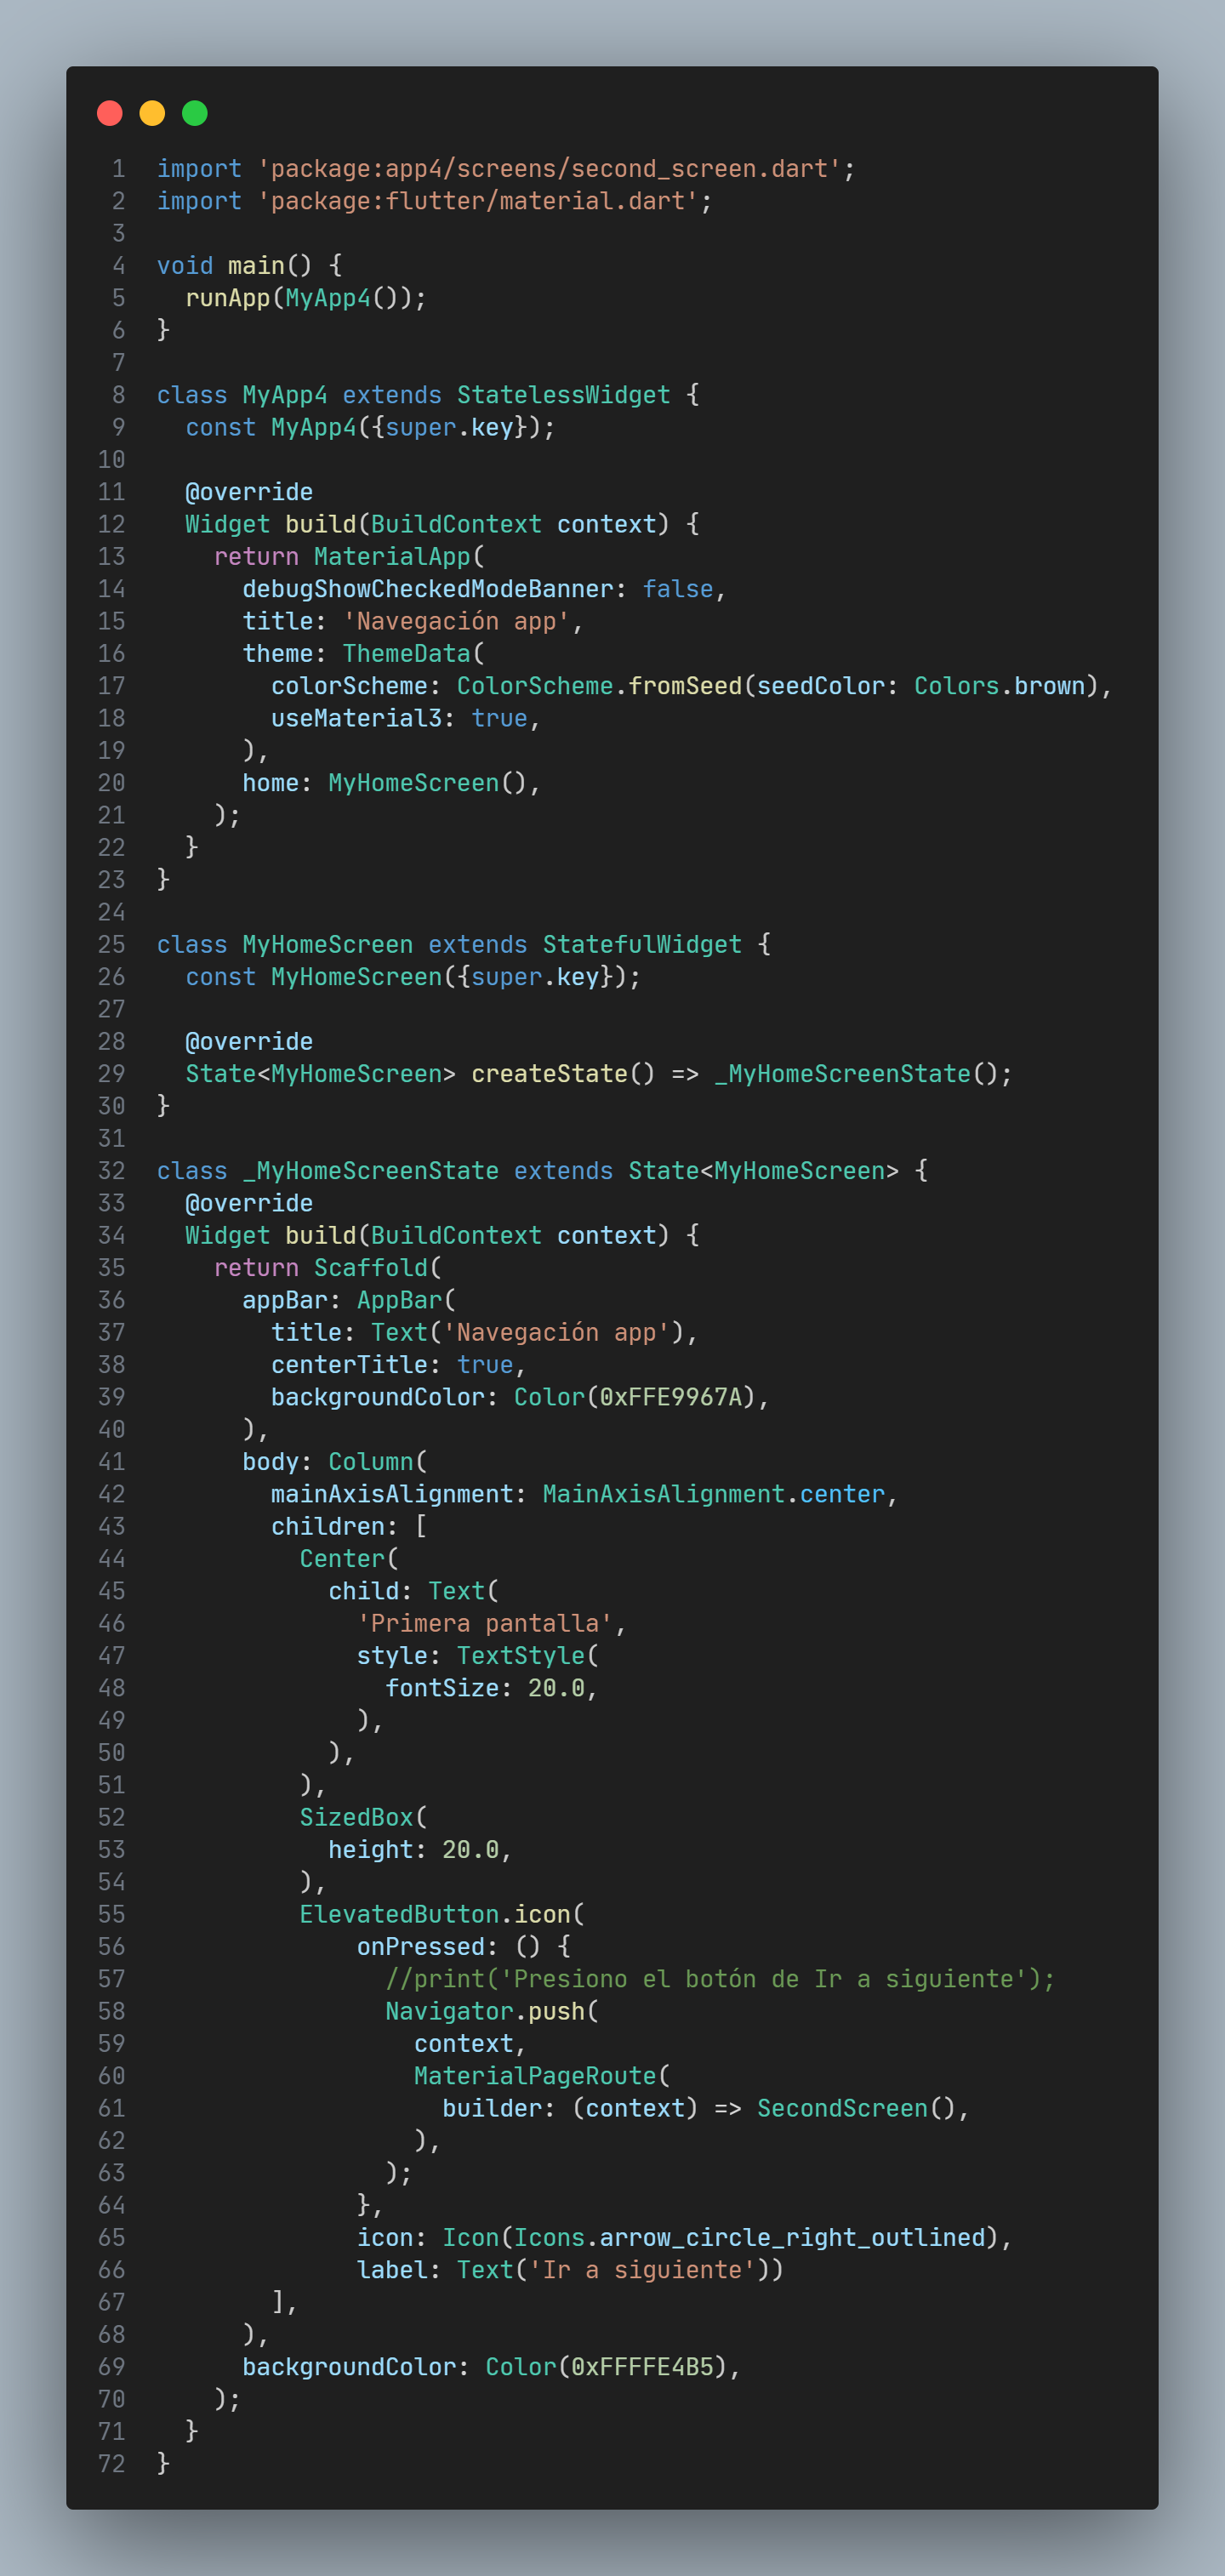 1 import 'package:app4/screens/second_screen.dart';
2 import 'package:flutter/material.dart';
3
4 void main() {
5   runApp(MyApp4());
6 }
7
8 class MyApp4 extends StatelessWidget {
9   const MyApp4({super.key});
10
11   @override
12   Widget build(BuildContext context) {
13     return MaterialApp(
14       debugShowCheckedModeBanner: false,
15       title: 'Navegación app',
16       theme: ThemeData(
17         colorScheme: ColorScheme.fromSeed(seedColor: Colors.brown),
18         useMaterial3: true,
19       ),
20       home: MyHomeScreen(),
21     );
22   }
23 }
24
25 class MyHomeScreen extends StatefulWidget {
26   const MyHomeScreen({super.key});
27
28   @override
29   State<MyHomeScreen> createState() => _MyHomeScreenState();
30 }
31
32 class _MyHomeScreenState extends State<MyHomeScreen> {
33   @override
34   Widget build(BuildContext context) {
35     return Scaffold(
36       appBar: AppBar(
37         title: Text('Navegación app'),
38         centerTitle: true,
39         backgroundColor: Color(0xFFE9967A),
40       ),
41       body: Column(
42         mainAxisAlignment: MainAxisAlignment.center,
43         children: [
44           Center(
45             child: Text(
46               'Primera pantalla',
47               style: TextStyle(
48                 fontSize: 20.0,
49               ),
50             ),
51           ),
52           SizedBox(
53             height: 20.0,
54           ),
55           ElevatedButton.icon(
56               onPressed: () {
57                 //print('Presiono el botón de Ir a siguiente');
58                 Navigator.push(
59                   context,
60                   MaterialPageRoute(
61                     builder: (context) => SecondScreen(),
62                   ),
63                 );
64               },
65               icon: Icon(Icons.arrow_circle_right_outlined),
66               label: Text('Ir a siguiente'))
67         ],
68       ),
69       backgroundColor: Color(0xFFFFE4B5),
70     );
71   }
72 }